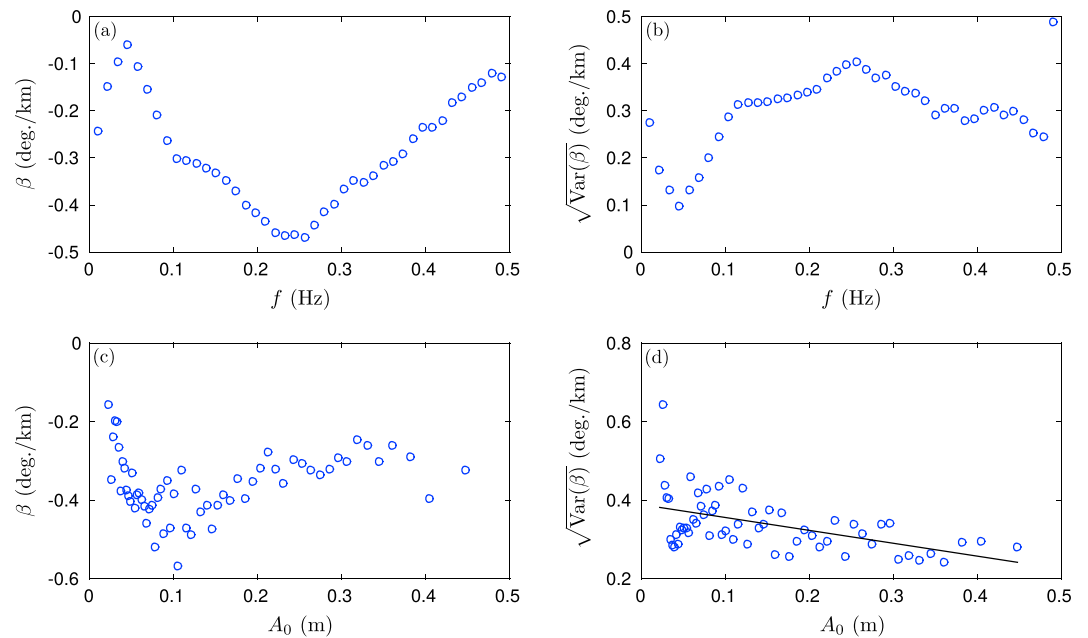 (a)
0
-0.1
-0.2
-0.3
-0.4
-0.5
β (deg./km)
0 0.1 0.2 0.3 0.4 0.5
f (Hz)
(b)
0.5
0.4
0.3
0.2
0.1
0
√Var(β) (deg./km)
0 0.1 0.2 0.3 0.4 0.5
f (Hz)
(c)
0
-0.2
-0.4
-0.6
β (deg./km)
0 0.1 0.2 0.3 0.4 0.5
A₀ (m)
(d)
0.8
0.6
0.4
0.2
√Var(β) (deg./km)
0 0.1 0.2 0.3 0.4 0.5
A₀ (m)